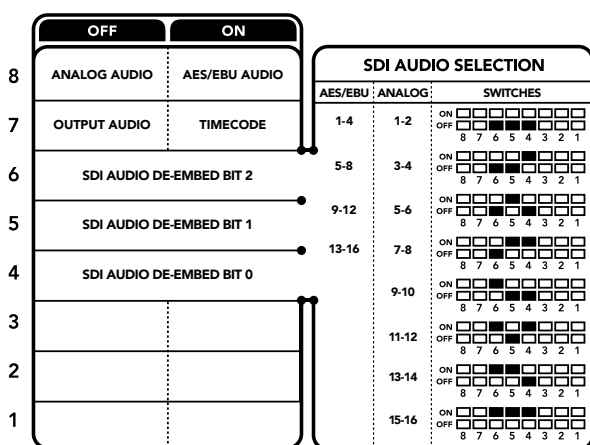 OFF ON
8 ANALOG AUDIO AES/EBU AUDIO
7 OUTPUT AUDIO TIMECODE
6 SDI AUDIO DE-EMBED BIT 2
5 SDI AUDIO DE-EMBED BIT 1
4 SDI AUDIO DE-EMBED BIT 0
3
2
1
SDI AUDIO SELECTION
AES/EBU ANALOG SWITCHES
1-4 1-2 ON
OFF
8 7 6 5 4 3 2 1
5-8 3-4 ON
OFF
8 7 6 5 4 3 2 1
9-12 5-6 ON
OFF
8 7 6 5 4 3 2 1
13-16 7-8 ON
OFF
8 7 6 5 4 3 2 1
9-10 ON
OFF
8 7 6 5 4 3 2 1
11-12 ON
OFF
8 7 6 5 4 3 2 1
13-14 ON
OFF
8 7 6 5 4 3 2 1
15-16 ON
OFF
8 7 6 5 4 3 2 1